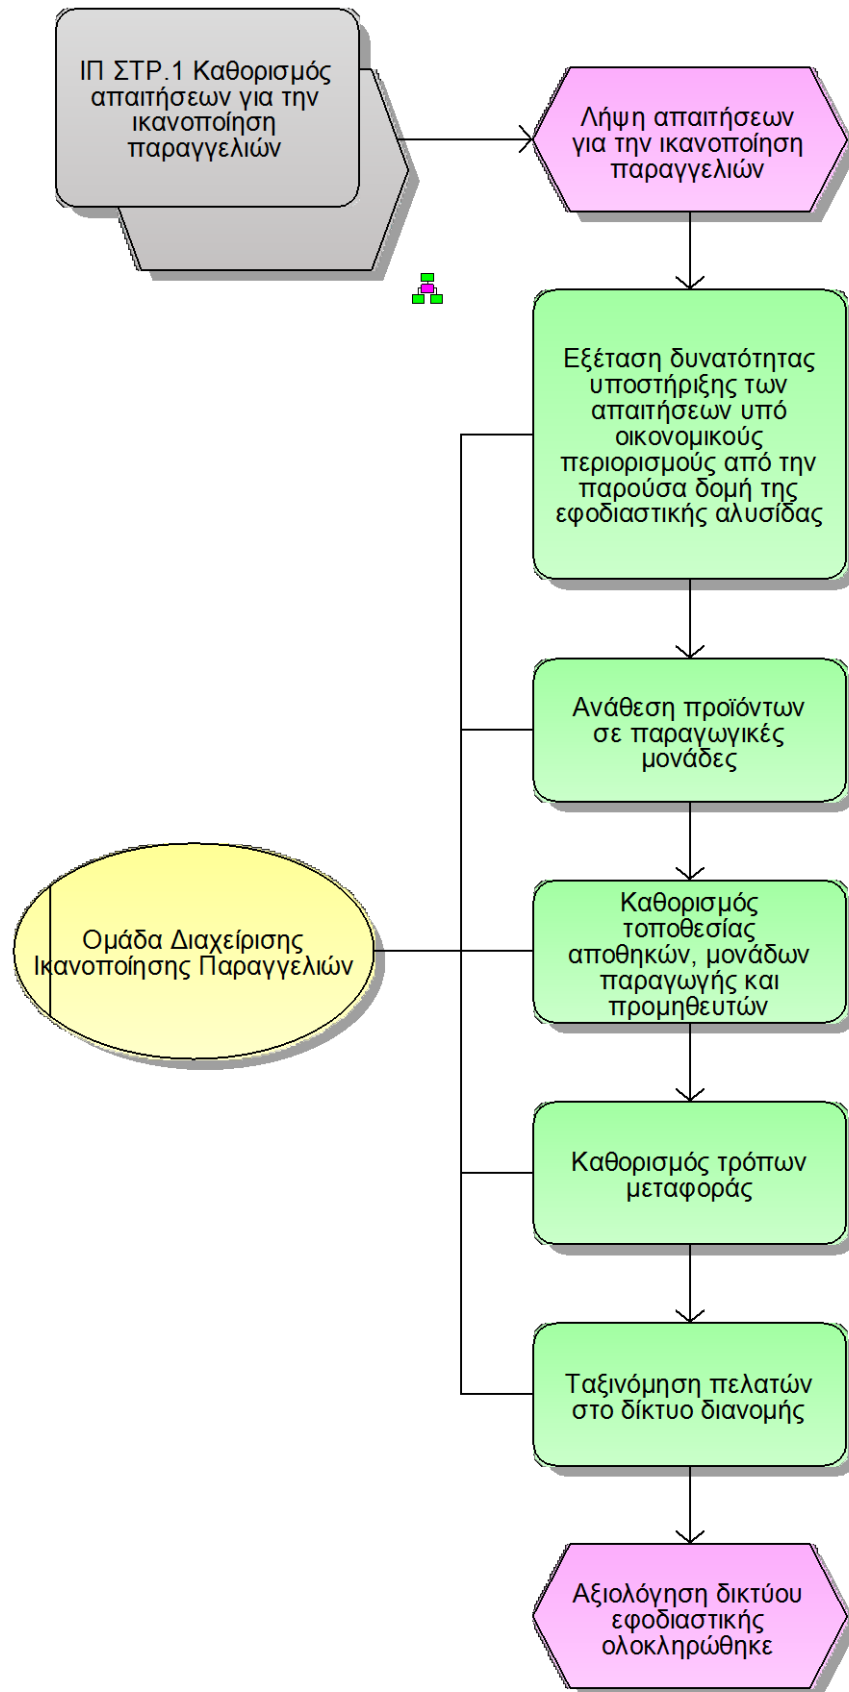 ΙΠ ΣΤΡ.1 Καθορισμός
απαιτήσεων για την
ικανοποίηση
παραγγελιών
Λήψη απαιτήσεων
για την ικανοποίηση
παραγγελιών
Εξέταση δυνατότητας
υποστήριξης των
απαιτήσεων υπό
οικονομικούς
περιορισμούς από την
παρούσα δομή της
εφοδιαστικής αλυσίδας
Ανάθεση προϊόντων
σε παραγωγικές
μονάδες
Ομάδα Διαχείρισης
Ικανοποίησης Παραγγελιών
Καθορισμός
τοποθεσίας
αποθηκών, μονάδων
παραγωγής και
προμηθευτών
Καθορισμός τρόπων
μεταφοράς
Ταξινόμηση πελατών
στο δίκτυο διανομής
Αξιολόγηση δικτύου
εφοδιαστικής
ολοκληρώθηκε